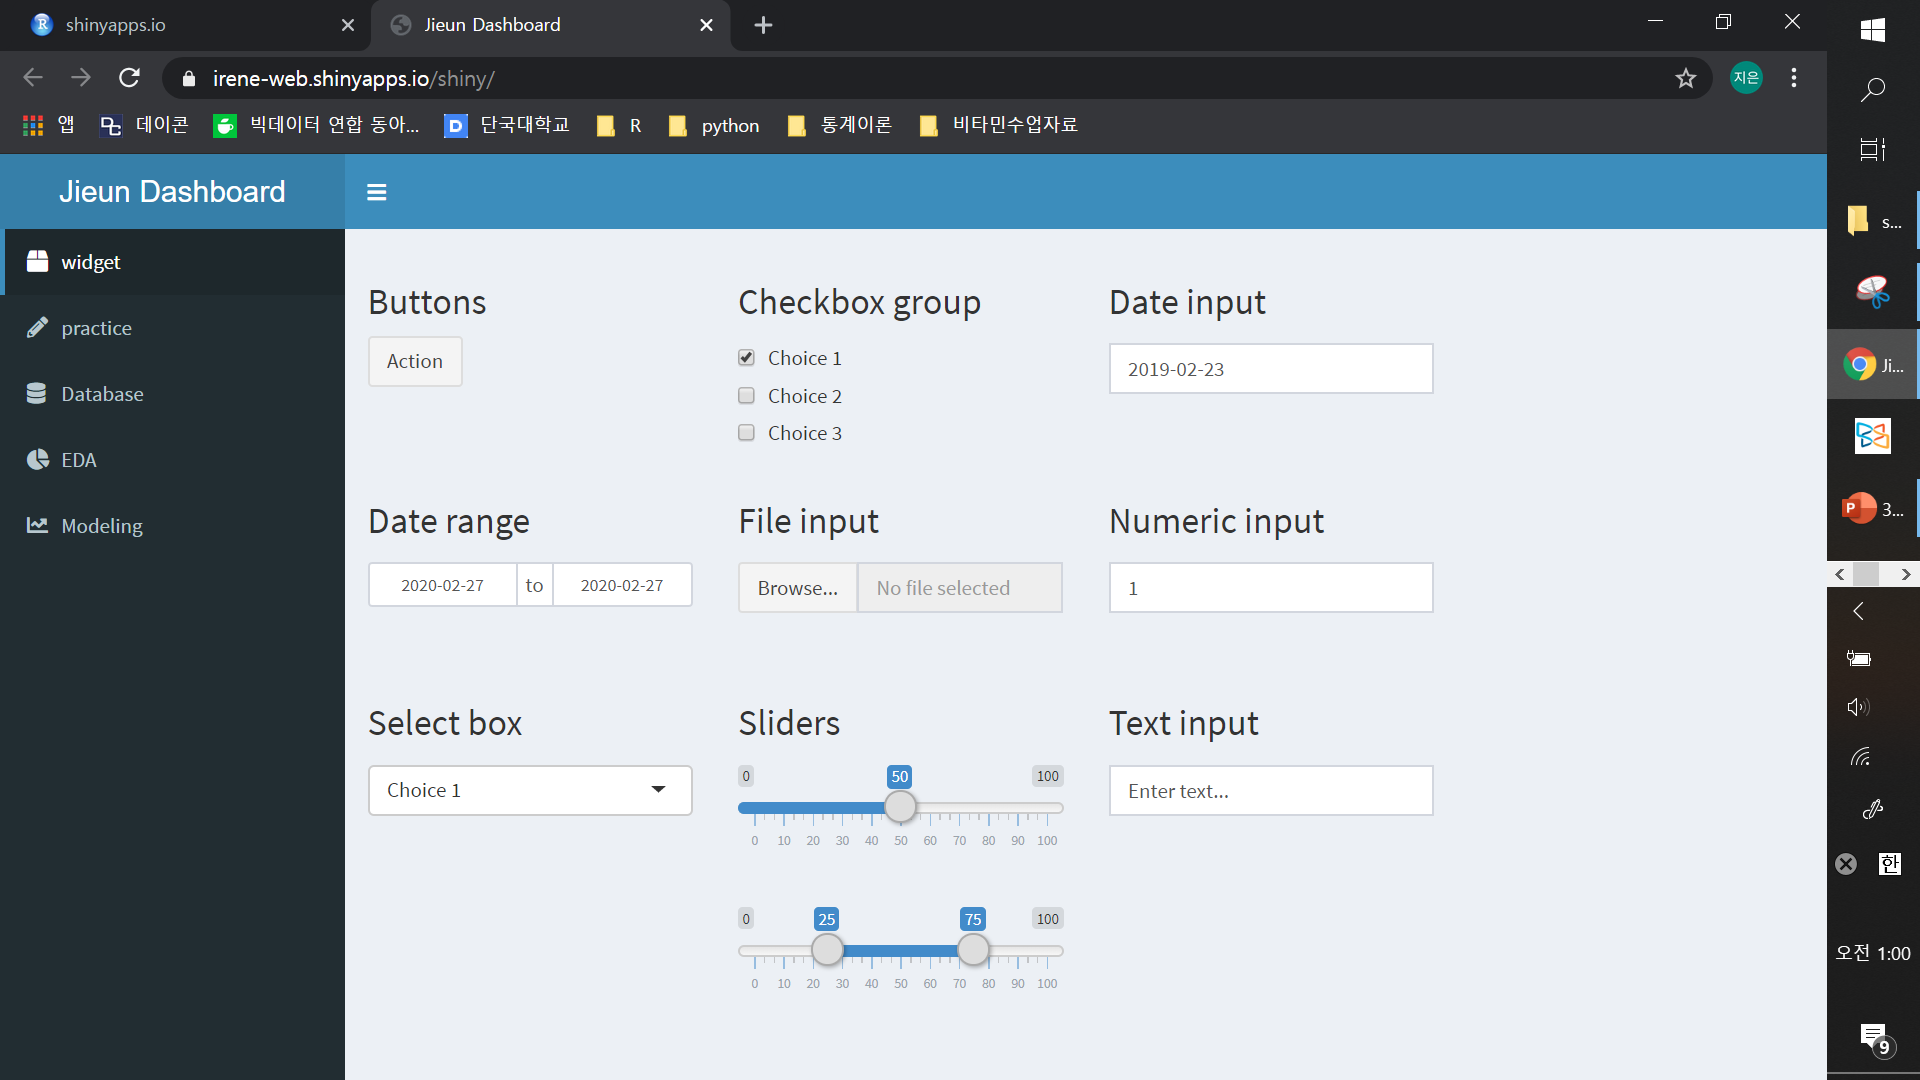 shinyapps.io
Jieun Dashboard
irene-web.shinyapps.io/shiny/
지은
앱 데이콘 빅데이터 연합 동아... 단국대학교 R python 통계이론 비타민수업자료
Jieun Dashboard
widget
practice
Database
EDA
Modeling
Buttons
Action
Checkbox group
Choice 1
Choice 2
Choice 3
Date input
2019-02-23
Date range
2020-02-27 to 2020-02-27
File input
Browse... No file selected
Numeric input
1
Select box
Choice 1
Sliders
0 50 100
0 10 20 30 40 50 60 70 80 90 100
0 25 75 100
0 10 20 30 40 50 60 70 80 90 100
Text input
Enter text...
s...
Ji...
3...
한
오전 1:00
9